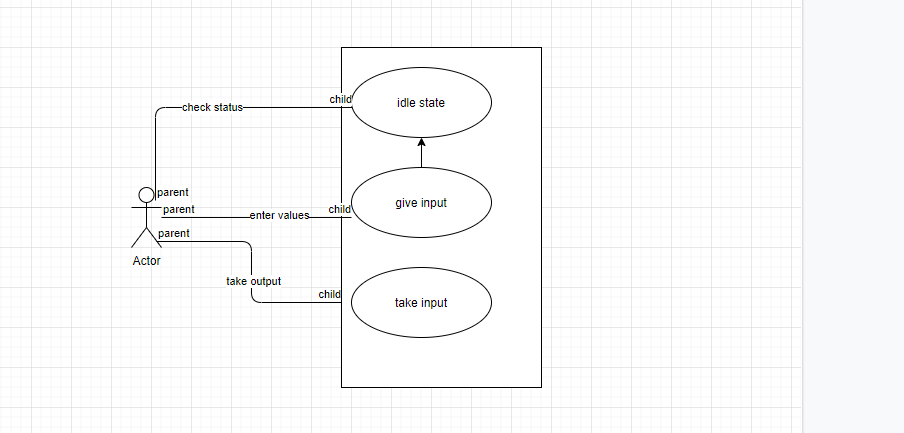 idle state
child
check status
parent
parent
enter values
child
give input
parent
Actor
take output
child
take input